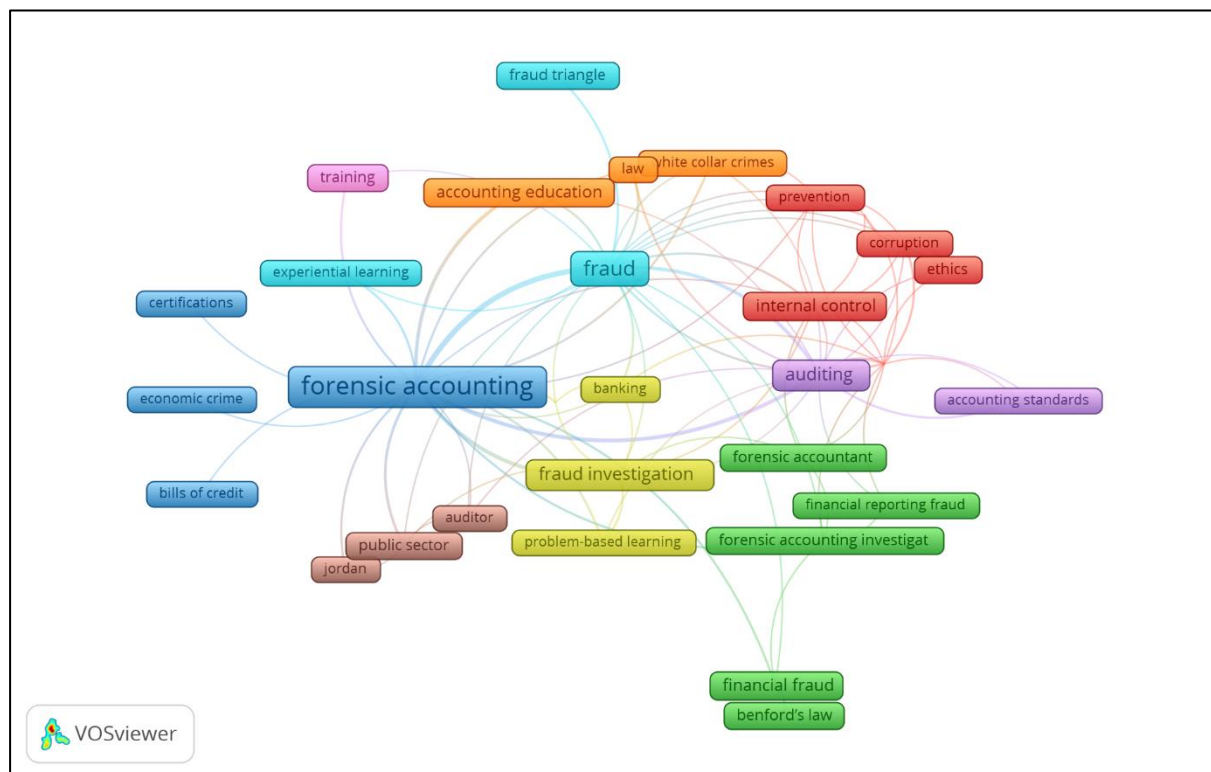 fraud triangle
law
white collar crimes
training
accounting education
prevention
corruption
fraud
ethics
experiential learning
certifications
internal control
forensic accounting
banking
auditing
economic crime
accounting standards
forensic accountant
fraud investigation
bills of credit
financial reporting fraud
auditor
public sector
problem-based learning
forensic accounting investigat
jordan
financial fraud
benford’s law
VOSviewer